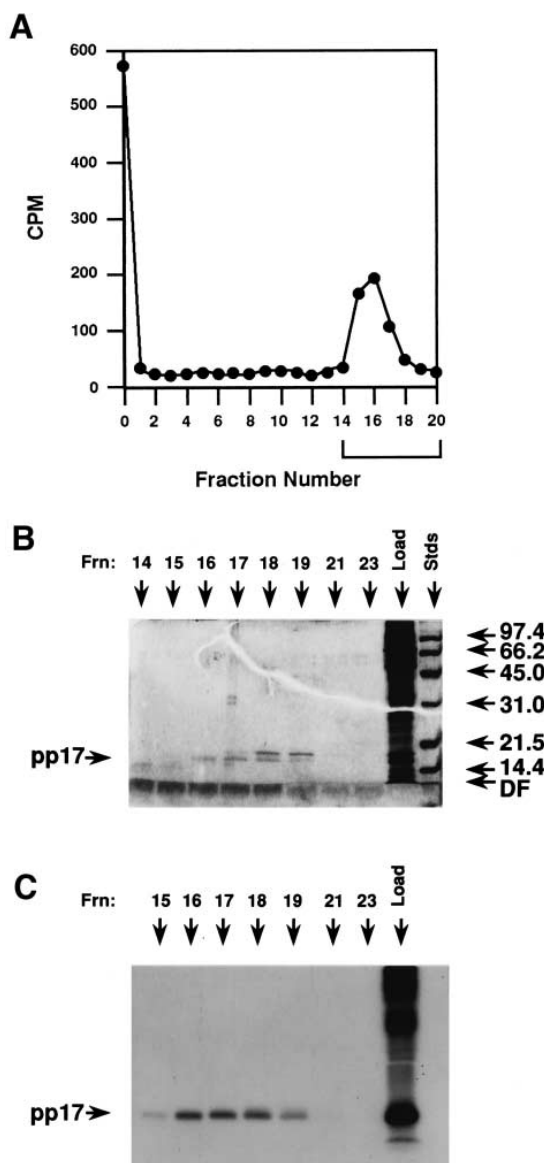 A
600
500
400
300
200
100
0
CPM
0 2 4 6 8 10 12 14 16 18 20
Fraction Number
B
Frn: 14 15 16 17 18 19 21 23 Load Stds
97.4
66.2
45.0
31.0
21.5
14.4
DF
pp17
C
Frn: 15 16 17 18 19 21 23 Load
pp17